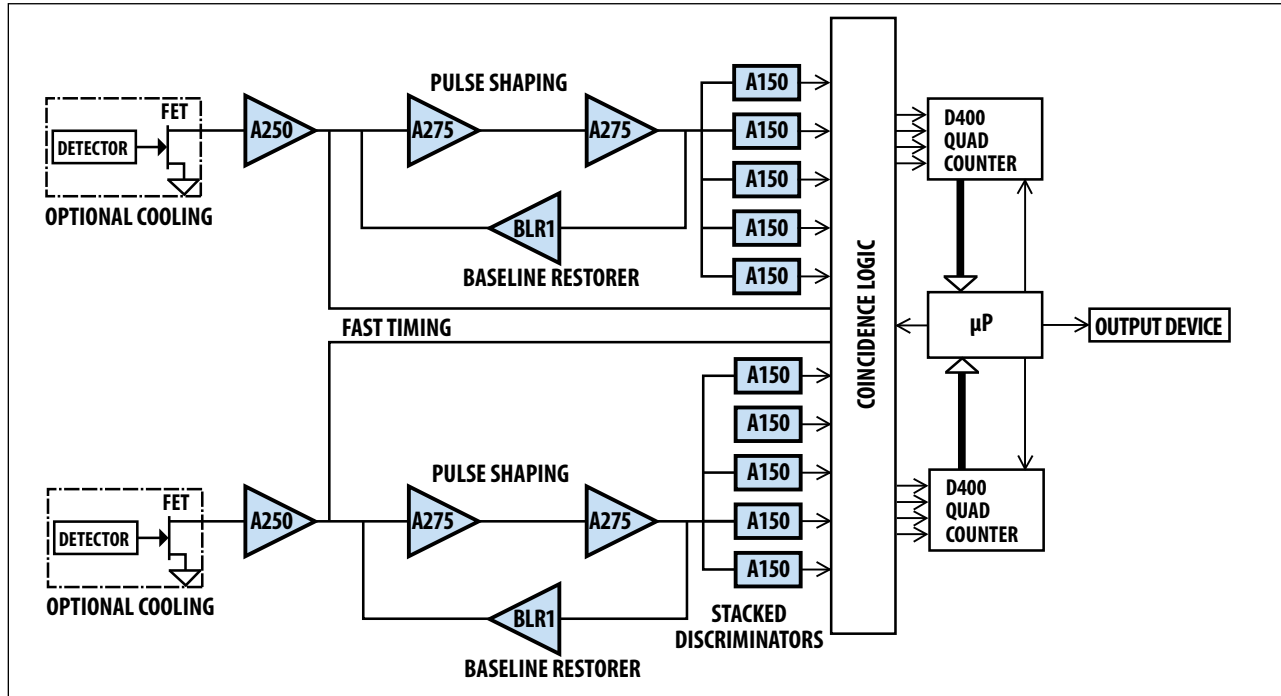 PULSE SHAPING
FET
DETECTOR
OPTIONAL COOLING
A250
A275
A275
BLR1
BASELINE RESTORER
A150
A150
A150
A150
A150
FAST TIMING
COINCIDENCE LOGIC
D400
QUAD
COUNTER
µP
OUTPUT DEVICE
PULSE SHAPING
FET
DETECTOR
OPTIONAL COOLING
A250
A275
A275
BLR1
BASELINE RESTORER
A150
A150
A150
A150
A150
STACKED
DISCRIMINATORS
D400
QUAD
COUNTER